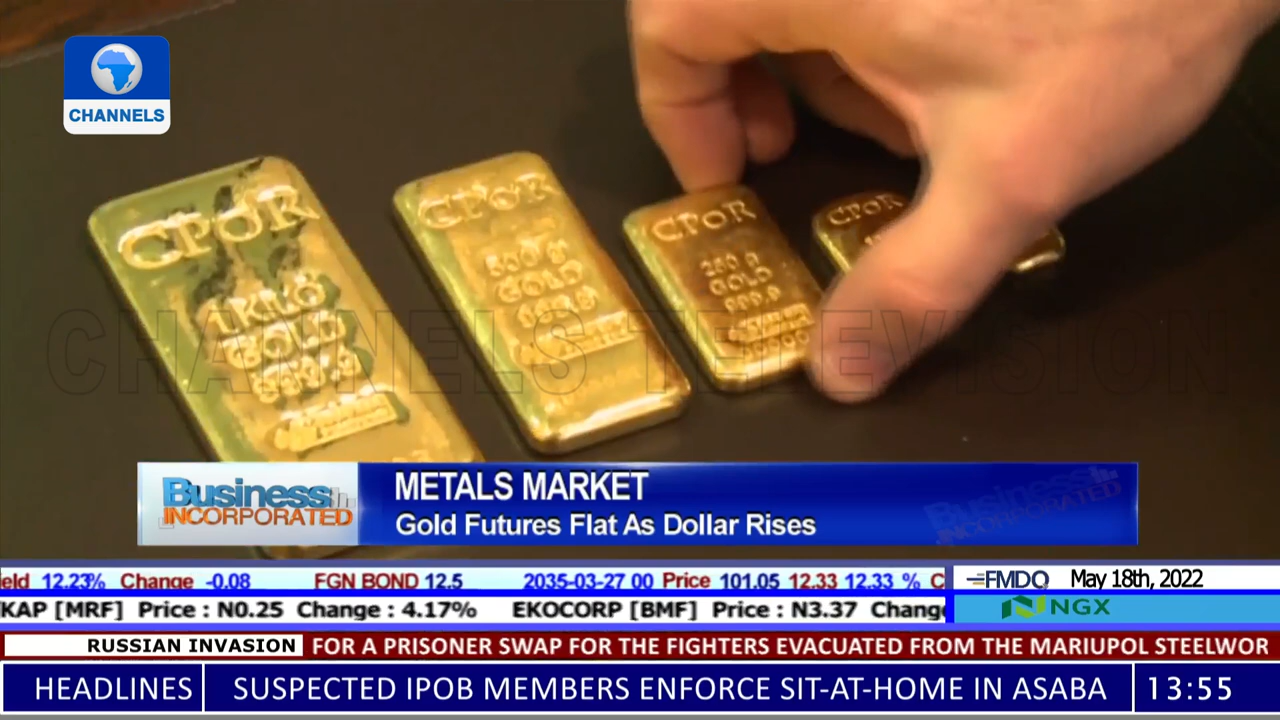 CHANNELS
CPOR
1 KILO
GOLD
CPOR
500 gr
GOLD
CPOR
250 g
GOLD
999,9
CPOR
CHANNELS TELEVISION
Business
INCORPORATED
METALS MARKET
Gold Futures Flat As Dollar Rises
Business
INCORPORATED
eld 12.23% Change -0.08 FGN BOND 12.5 2035-03-27 00 Price 101.05 12.33 12.33 % C
FMDQ May 18th, 2022
KAP [MRF] Price : N0.25 Change : 4.17% EKOCORP [BMF] Price : N3.37 Chang
NGX
RUSSIAN INVASION FOR A PRISONER SWAP FOR THE FIGHTERS EVACUATED FROM THE MARIUPOL STEELWOR
HEADLINES SUSPECTED IPOB MEMBERS ENFORCE SIT-AT-HOME IN ASABA 13:55